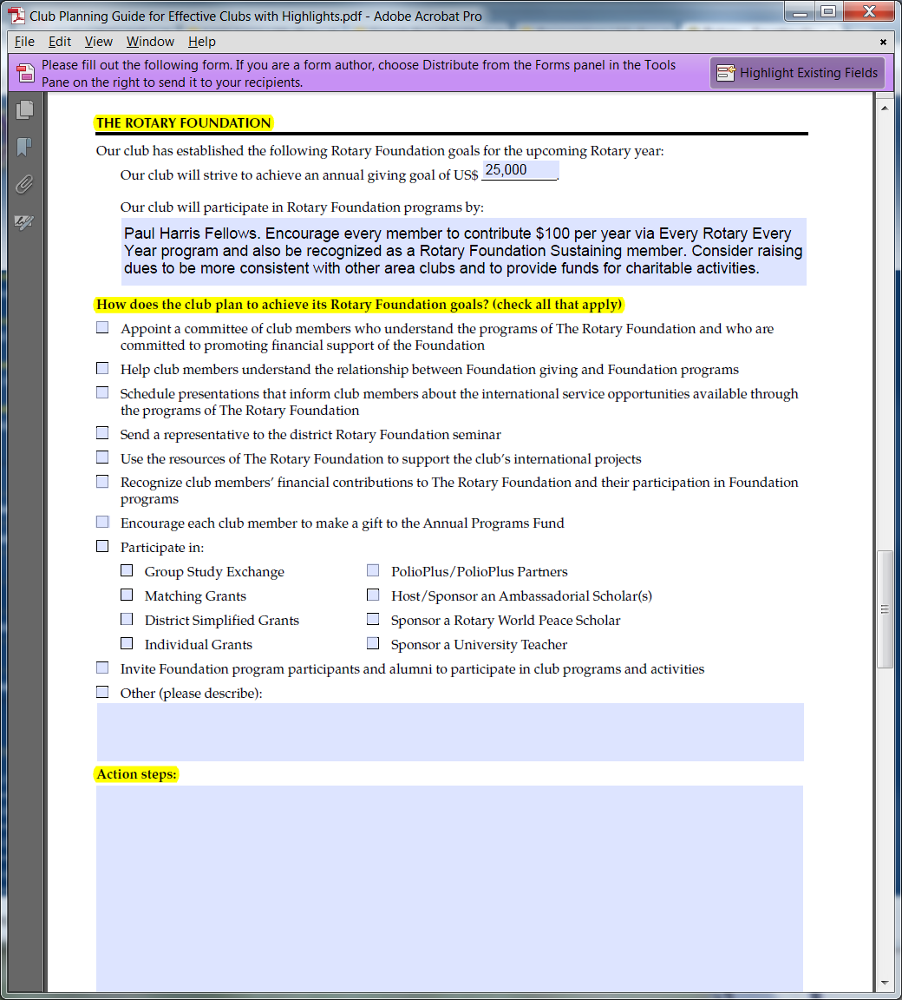 Club Planning Guide for Effective Clubs with Highlights.pdf - Adobe Acrobat Pro
File Edit View Window Help
Please fill out the following form. If you are a form author, choose Distribute from the Forms panel in the Tools
Pane on the right to send it to your recipients.
Highlight Existing Fields
THE ROTARY FOUNDATION
Our club has established the following Rotary Foundation goals for the upcoming Rotary year:
Our club will strive to achieve an annual giving goal of US$ 25,000.
Our club will participate in Rotary Foundation programs by:
Paul Harris Fellows. Encourage every member to contribute $100 per year via Every Rotary Every
Year program and also be recognized as a Rotary Foundation Sustaining member. Consider raising
dues to be more consistent with other area clubs and to provide funds for charitable activities.
How does the club plan to achieve its Rotary Foundation goals? (check all that apply)
Appoint a committee of club members who understand the programs of The Rotary Foundation and who are
committed to promoting financial support of the Foundation
Help club members understand the relationship between Foundation giving and Foundation programs
Schedule presentations that inform club members about the international service opportunities available through
the programs of The Rotary Foundation
Send a representative to the district Rotary Foundation seminar
Use the resources of The Rotary Foundation to support the club's international projects
Recognize club members' financial contributions to The Rotary Foundation and their participation in Foundation
programs
Encourage each club member to make a gift to the Annual Programs Fund
Participate in:
Group Study Exchange PolioPlus/PolioPlus Partners
Matching Grants Host/Sponsor an Ambassadorial Scholar(s)
District Simplified Grants Sponsor a Rotary World Peace Scholar
Individual Grants Sponsor a University Teacher
Invite Foundation program participants and alumni to participate in club programs and activities
Other (please describe):
Action steps: